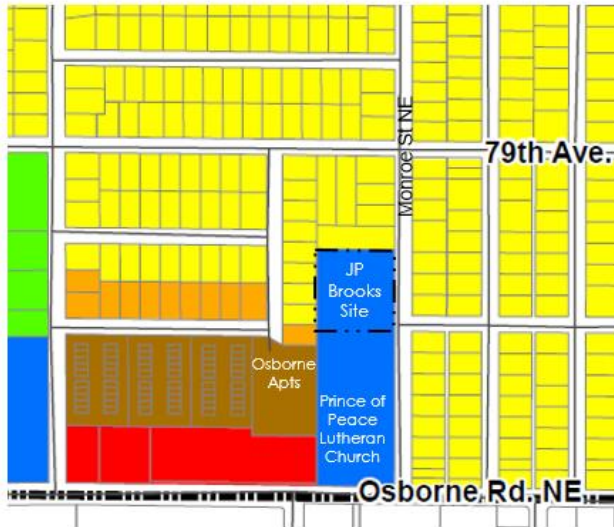 Monroe St NE
79th Ave.
JP
Brooks
Site
Osborne
Apts
Prince of
Peace
Lutheran
Church
Osborne Rd. NE